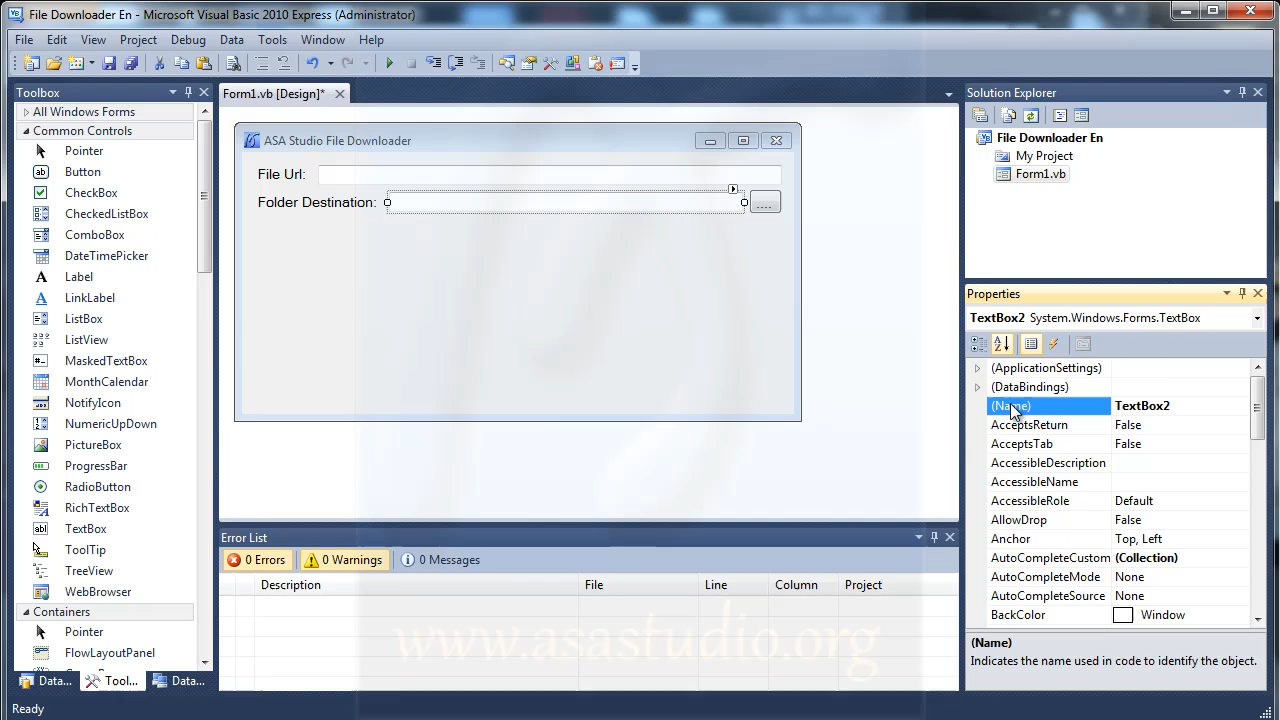 File Downloader En - Microsoft Visual Basic 2010 Express (Administrator)
File Edit View Project Debug Data Tools Window Help
Toolbox
All Windows Forms
Common Controls
Pointer
Button
CheckBox
CheckedListBox
ComboBox
DateTimePicker
Label
LinkLabel
ListBox
ListView
MaskedTextBox
MonthCalendar
NotifyIcon
NumericUpDown
PictureBox
ProgressBar
RadioButton
RichTextBox
TextBox
ToolTip
TreeView
WebBrowser
Containers
Pointer
FlowLayoutPanel
Data... Tool... Data...
Form1.vb [Design]*
ASA Studio File Downloader
File Url:
Folder Destination:
....
Error List
0 Errors 0 Warnings 0 Messages
Description File Line Column Project
www.asastudio.org
Solution Explorer
File Downloader En
My Project
Form1.vb
Properties
TextBox2 System.Windows.Forms.TextBox
(ApplicationSettings)
(DataBindings)
(Name) TextBox2
AcceptsReturn False
AcceptsTab False
AccessibleDescription
AccessibleName
AccessibleRole Default
AllowDrop False
Anchor Top, Left
AutoCompleteCustom (Collection)
AutoCompleteMode None
AutoCompleteSource None
BackColor Window
(Name)
Indicates the name used in code to identify the object.
Ready